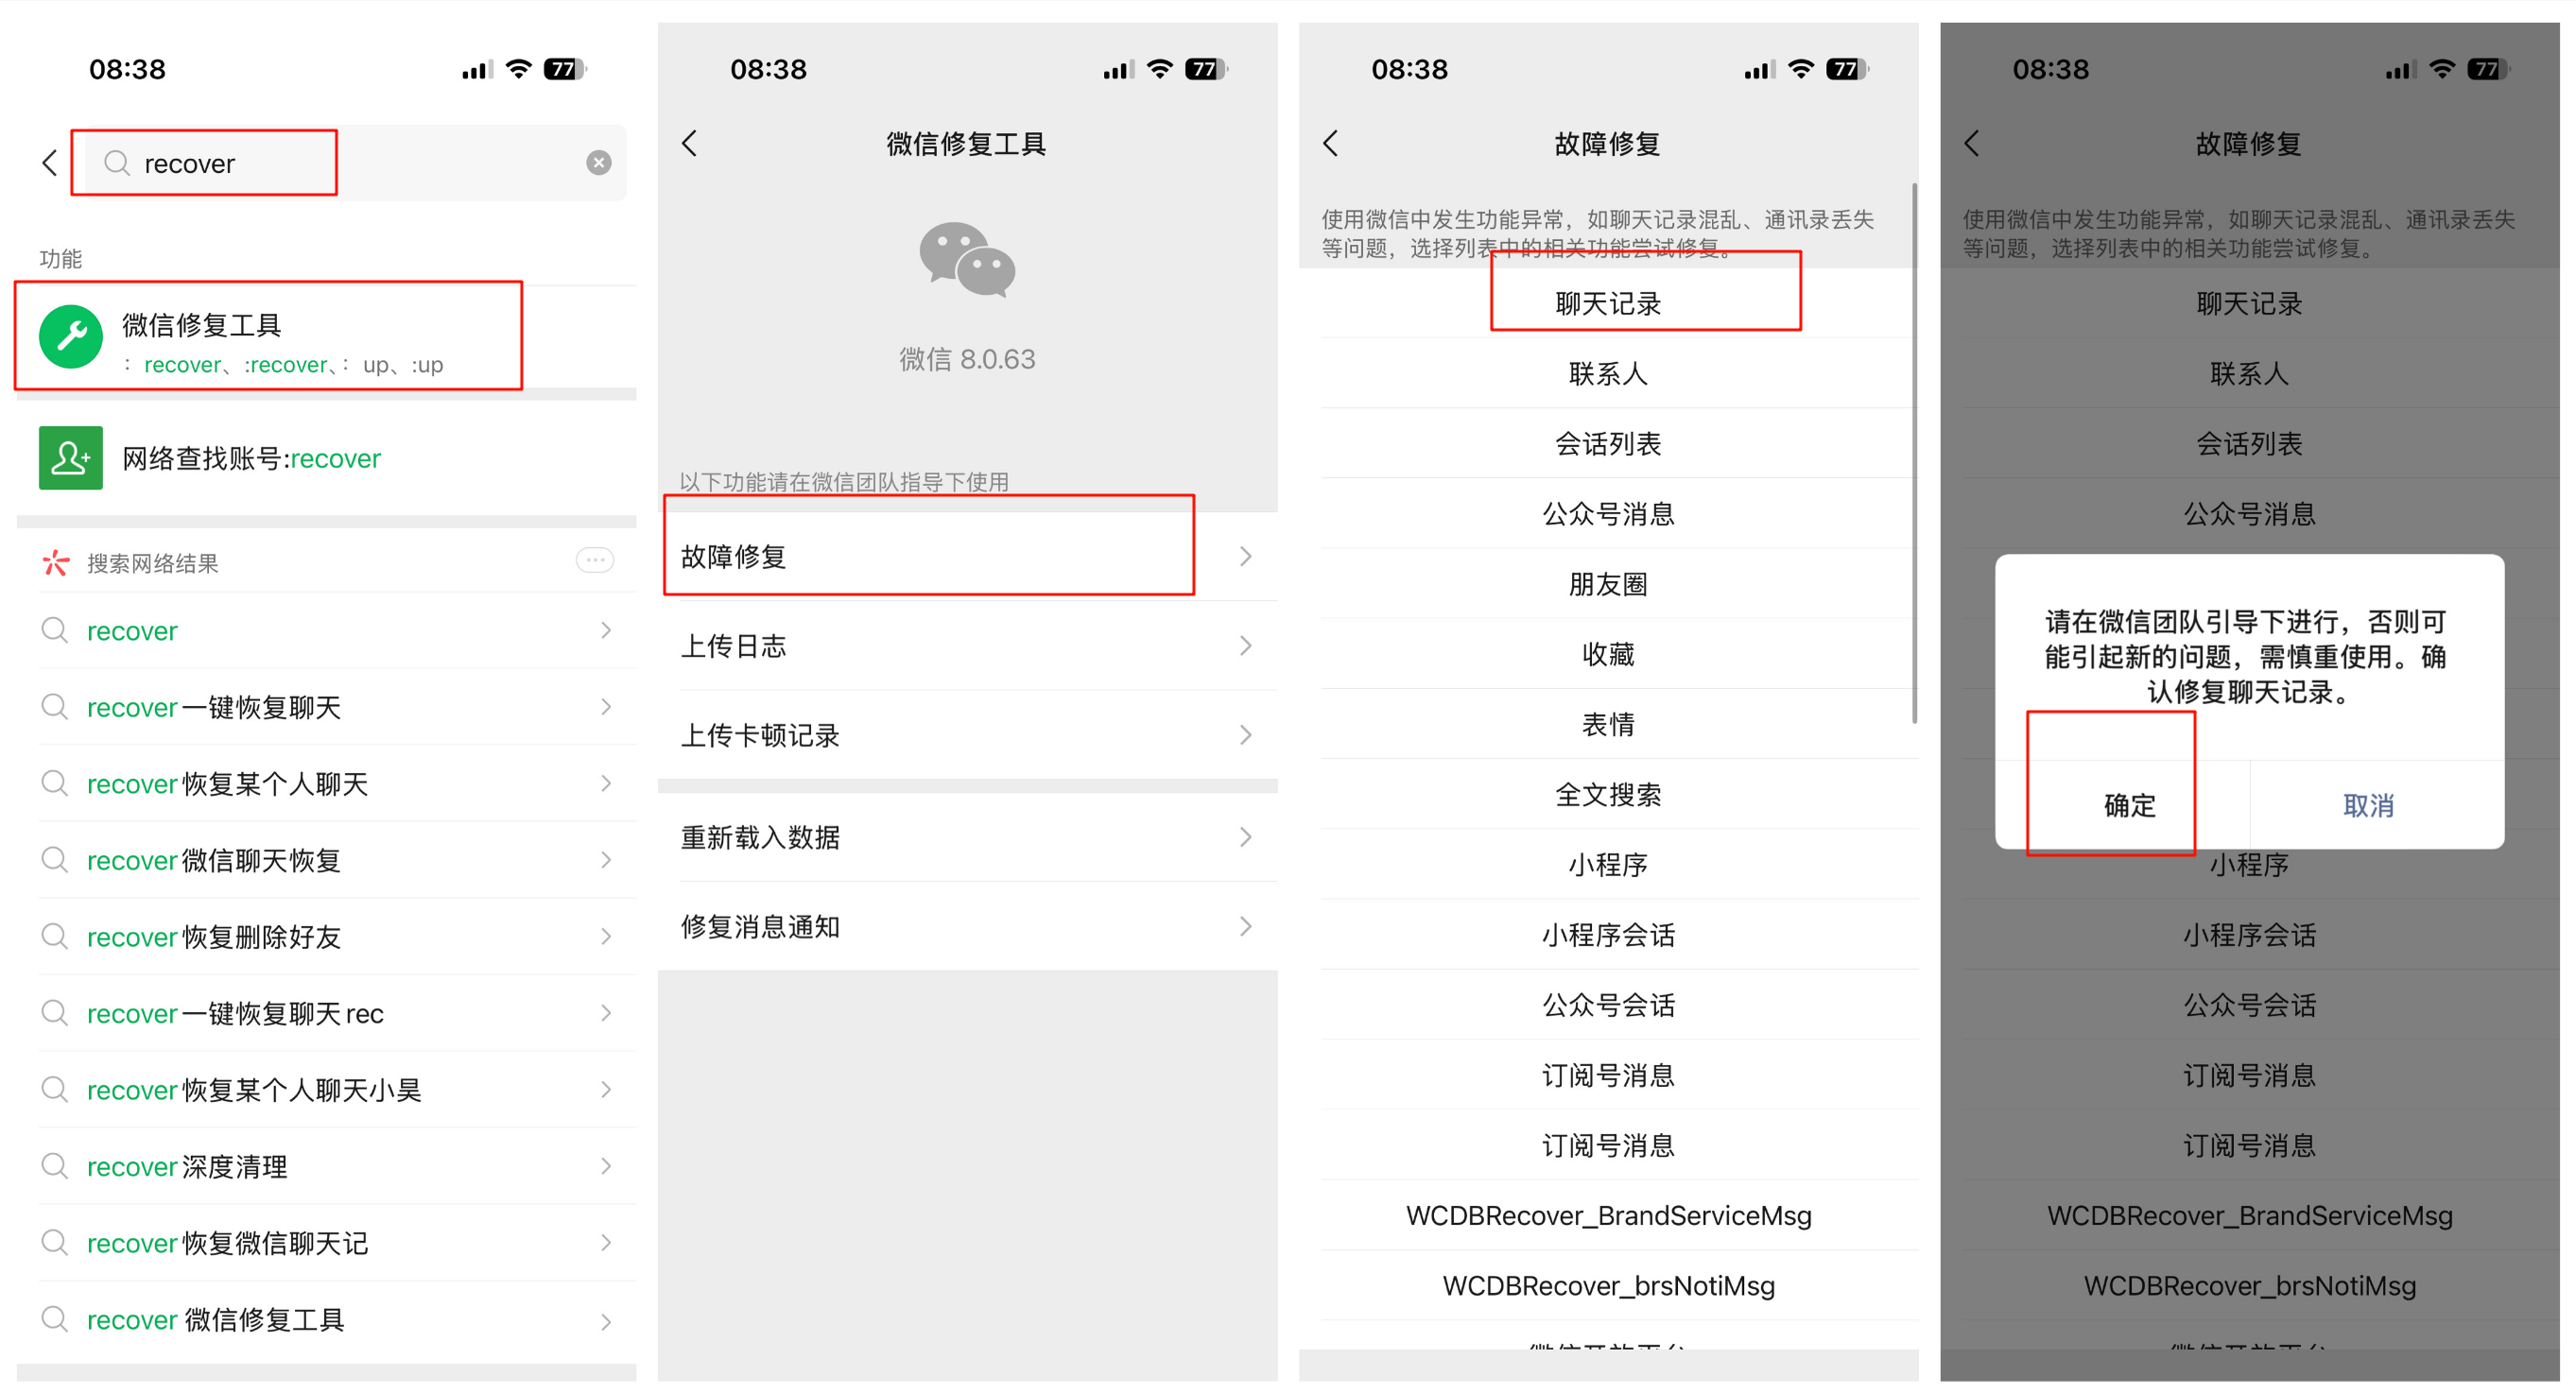 08:38
77
recover
功能
微信修复工具
：recover、:recover、：up、:up
网络查找账号:recover
搜索网络结果
recover
recover一键恢复聊天
recover恢复某个人聊天
recover微信聊天恢复
recover恢复删除好友
recover一键恢复聊天rec
recover恢复某个人聊天小昊
recover深度清理
recover恢复微信聊天记
recover 微信修复工具
08:38
77
微信修复工具
微信 8.0.63
以下功能请在微信团队指导下使用
故障修复
上传日志
上传卡顿记录
重新载入数据
修复消息通知
08:38
77
故障修复
使用微信中发生功能异常，如聊天记录混乱、通讯录丢失
等问题，选择列表中的相关功能尝试修复。
聊天记录
联系人
会话列表
公众号消息
朋友圈
收藏
表情
全文搜索
小程序
小程序会话
公众号会话
订阅号消息
订阅号消息
WCDBRecover_BrandServiceMsg
WCDBRecover_brsNotiMsg
08:38
77
故障修复
使用微信中发生功能异常，如聊天记录混乱、通讯录丢失
等问题，选择列表中的相关功能尝试修复。
聊天记录
联系人
会话列表
公众号消息
请在微信团队引导下进行，否则可
能引起新的问题，需慎重使用。确
认修复聊天记录。
确定
取消
小程序
小程序会话
公众号会话
订阅号消息
订阅号消息
WCDBRecover_BrandServiceMsg
WCDBRecover_brsNotiMsg